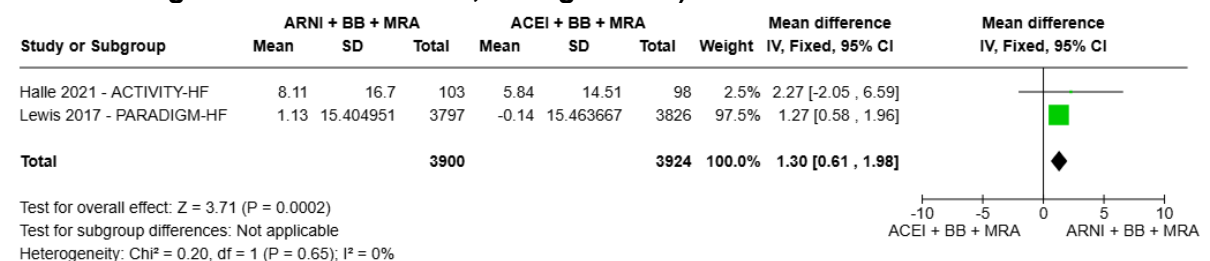 ARNI + BB + MRA ACEI + BB + MRA Mean difference Mean difference
Study or Subgroup Mean SD Total Mean SD Total Weight IV, Fixed, 95% CI IV, Fixed, 95% CI
Halle 2021 - ACTIVITY-HF 8.11 16.7 103 5.84 14.51 98 2.5% 2.27 [-2.05 , 6.59]
Lewis 2017 - PARADIGM-HF 1.13 15.404951 3797 -0.14 15.463667 3826 97.5% 1.27 [0.58 , 1.96]
Total 3900 3924 100.0% 1.30 [0.61 , 1.98]
Test for overall effect: Z = 3.71 (P = 0.0002)
Test for subgroup differences: Not applicable
Heterogeneity: Chi² = 0.20, df = 1 (P = 0.65); I² = 0%
-10 -5 0 5 10
ACEI + BB + MRA ARNI + BB + MRA